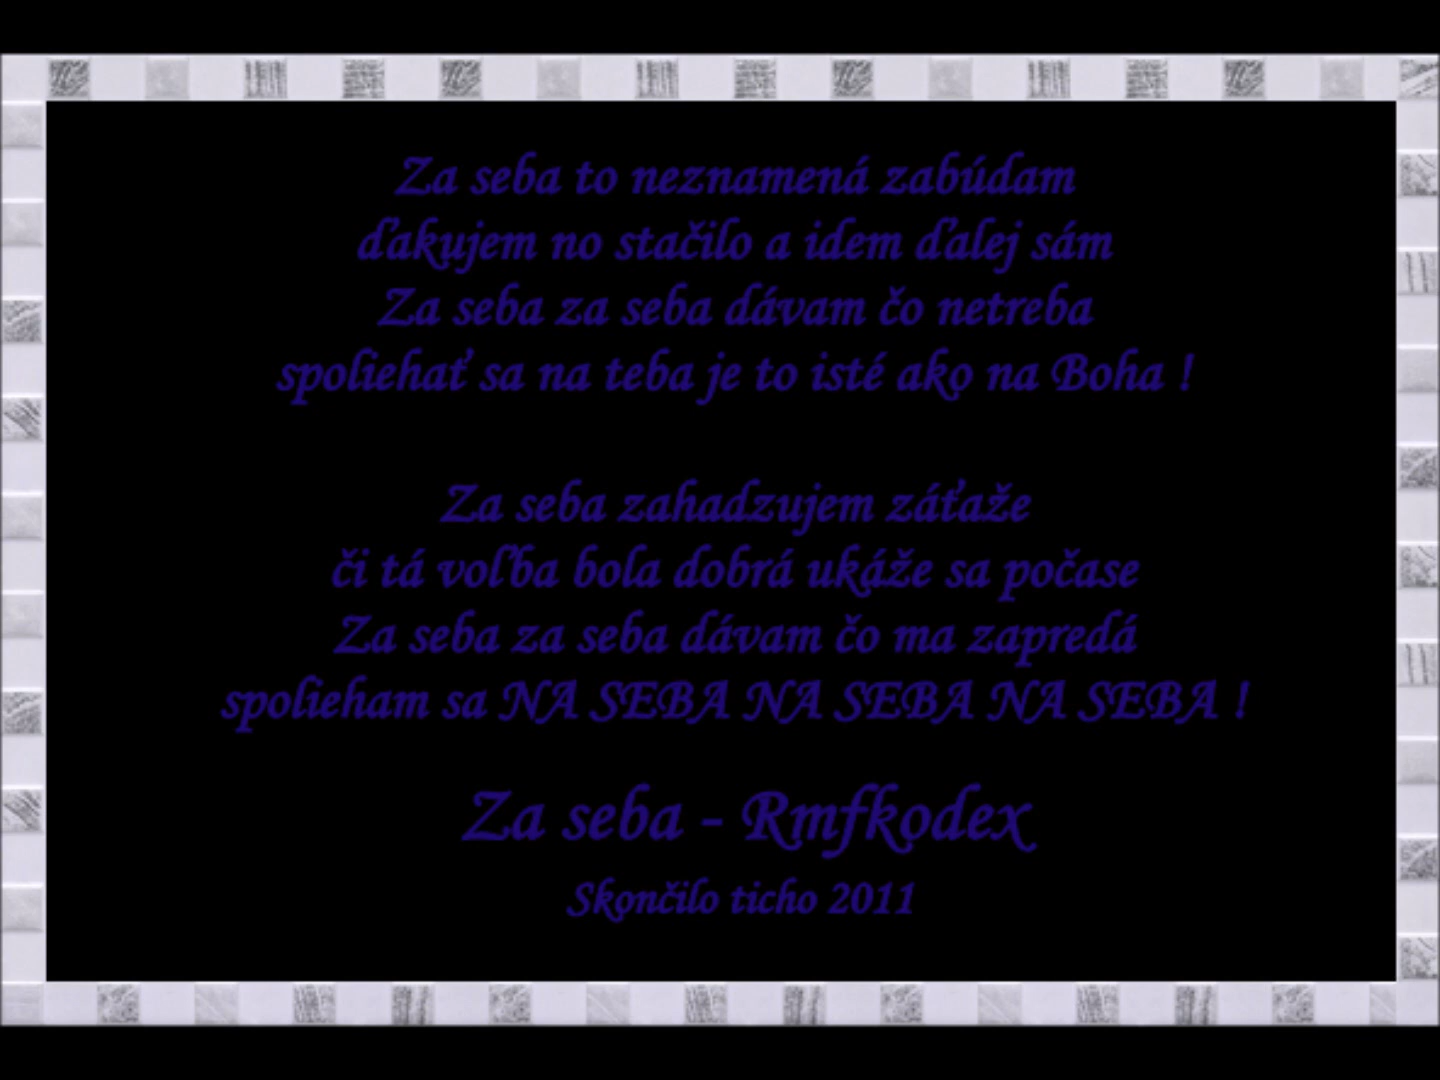 Za seba to neznamená zabúdam
ďakujem no stačilo a idem ďalej sám
Za seba za seba dávam čo netreba
spoliehať sa na teba je to isté ako na Boha !
Za seba zahadzujem záťaže
či tá voľba bola dobrá ukáže sa počase
Za seba za seba dávam čo ma zapredá
spolieham sa NA SEBA NA SEBA NA SEBA !
Za seba - Rmfkodex
Skončilo ticho 2011